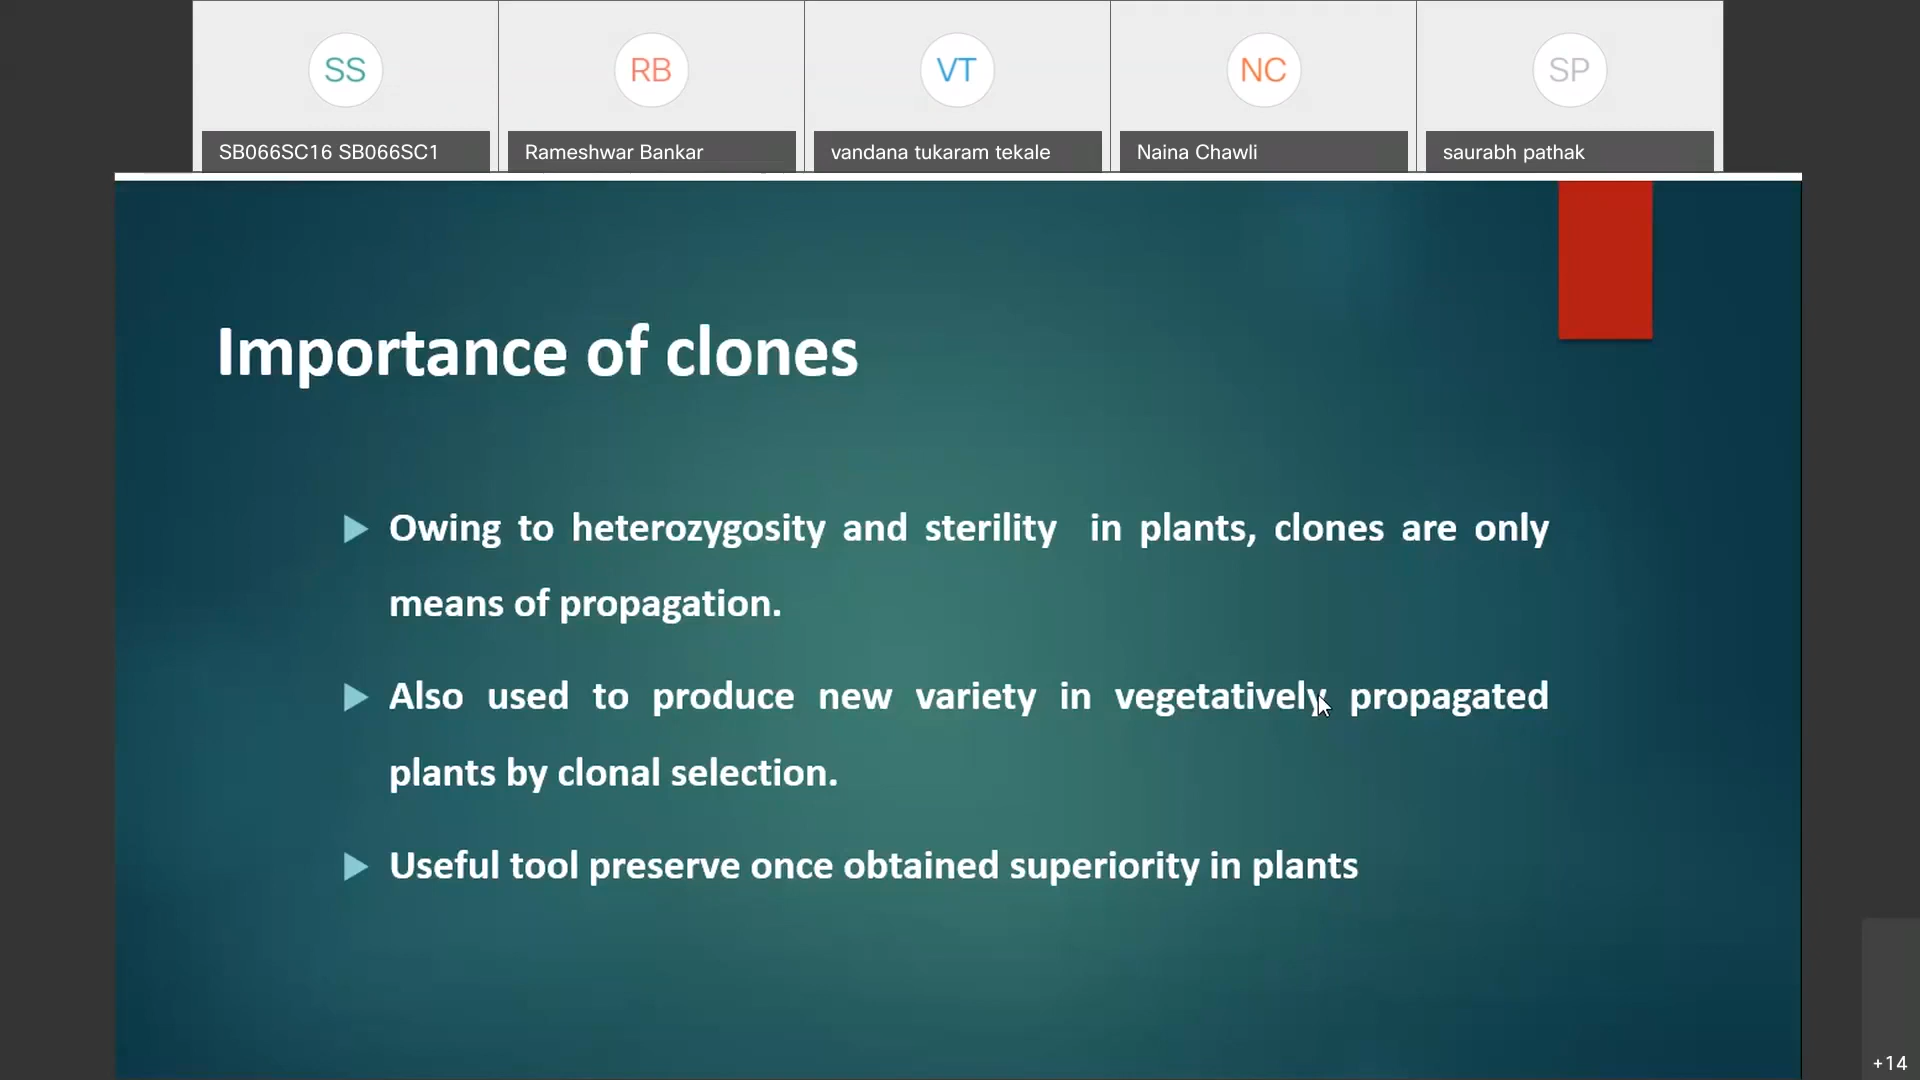 SS RB VT NC SP
SB066SC16 SB066SC1 Rameshwar Bankar vandana tukaram tekale Naina Chawli saurabh pathak
Importance of clones
Owing to heterozygosity and sterility in plants, clones are only
means of propagation.
Also used to produce new variety in vegetatively propagated
plants by clonal selection.
Useful tool preserve once obtained superiority in plants
+14